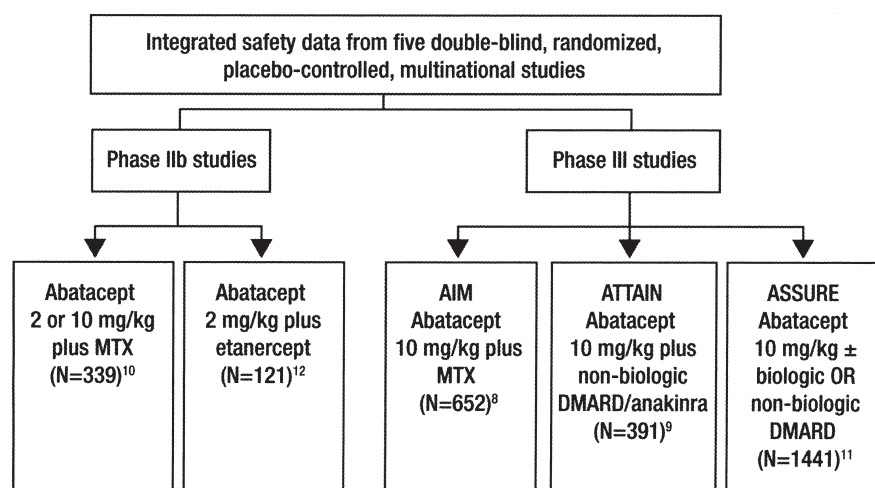 Integrated safety data from five double-blind, randomized,
placebo-controlled, multinational studies
Phase IIb studies
Phase III studies
Abatacept
2 or 10 mg/kg
plus MTX
(N=339)10
Abatacept
2 mg/kg plus
etanercept
(N=121)12
AIM
Abatacept
10 mg/kg plus
MTX
(N=652)8
ATTAIN
Abatacept
10 mg/kg plus
non-biologic
DMARD/anakinra
(N=391)9
ASSURE
Abatacept
10 mg/kg ±
biologic OR
non-biologic
DMARD
(N=1441)11